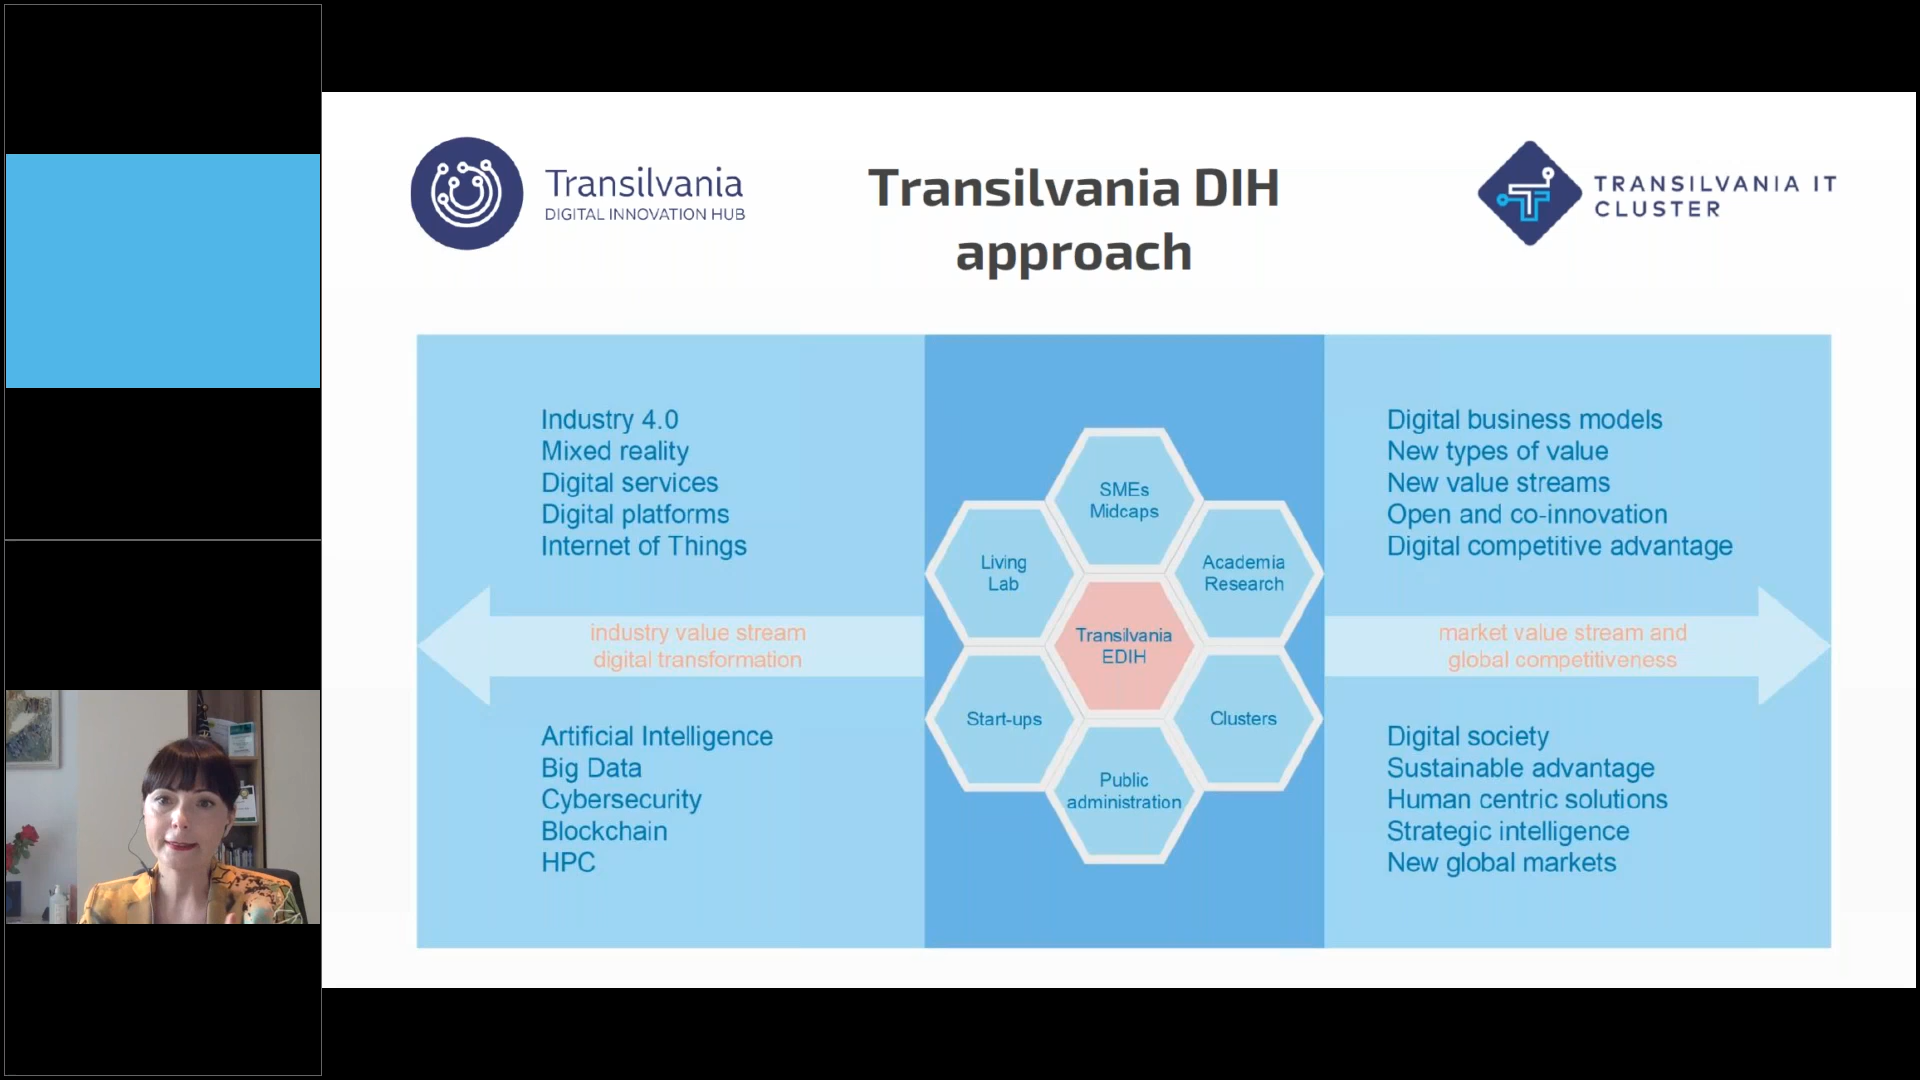 Transilvania
DIGITAL INNOVATION HUB
Transilvania DIH
approach
TRANSILVANIA IT
CLUSTER
Industry 4.0
Mixed reality
Digital services
Digital platforms
Internet of Things
industry value stream
digital transformation
Artificial Intelligence
Big Data
Cybersecurity
Blockchain
HPC
SMEs
Midcaps
Living
Lab
Academia
Research
Transilvania
EDIH
Start-ups
Clusters
Public
administration
Digital business models
New types of value
New value streams
Open and co-innovation
Digital competitive advantage
market value stream and
global competitiveness
Digital society
Sustainable advantage
Human centric solutions
Strategic intelligence
New global markets